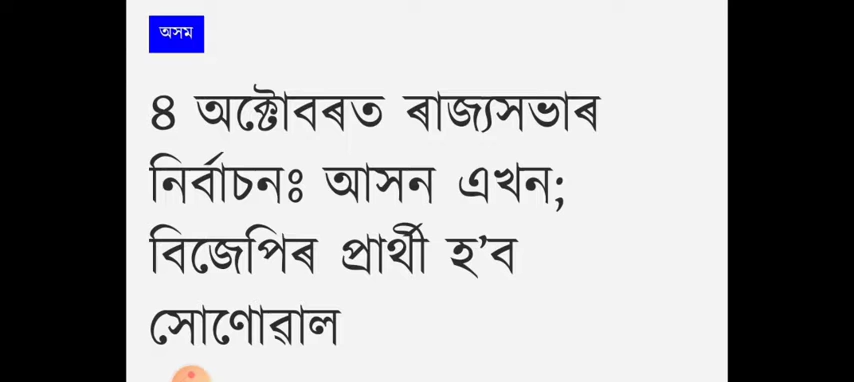 অসম
৪ অক্টোবৰত ৰাজ্যসভাৰ
নিৰ্বাচনঃ আসন এখন;
বিজেপিৰ প্ৰাৰ্থী হ’ব
সোণোৱাল